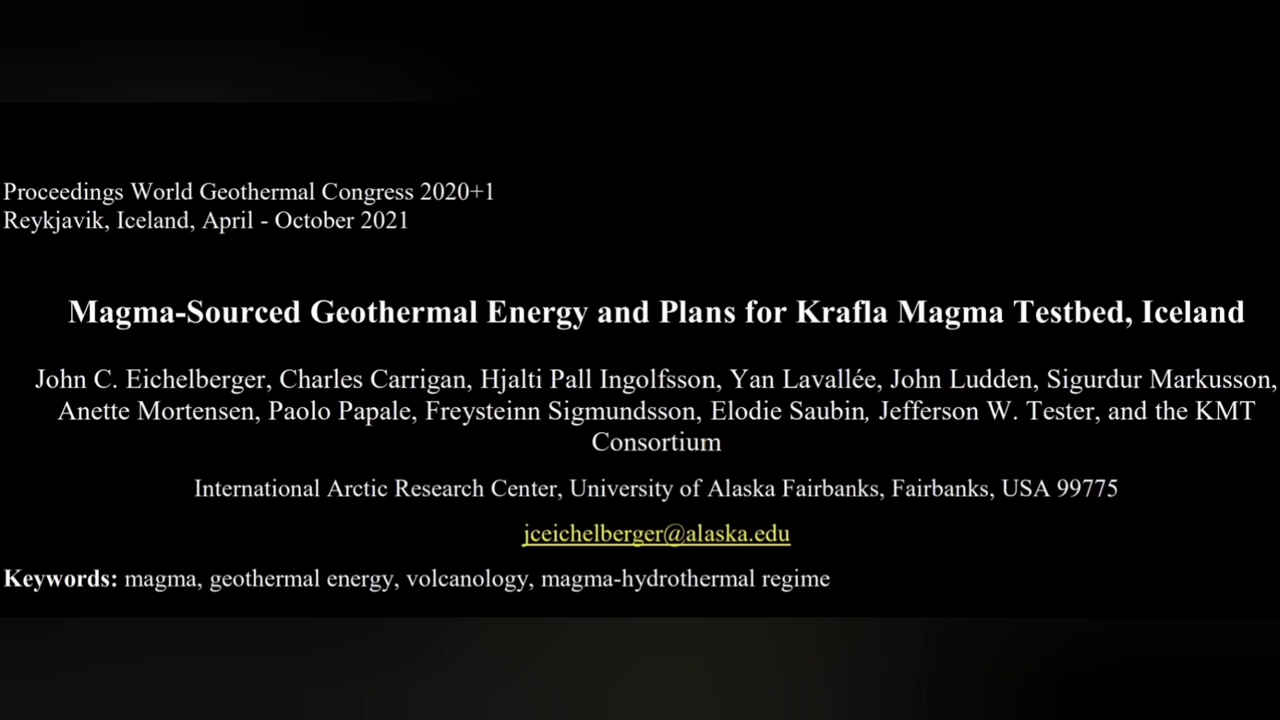 Proceedings World Geothermal Congress 2020+1
Reykjavik, Iceland, April - October 2021
Magma-Sourced Geothermal Energy and Plans for Krafla Magma Testbed, Iceland
John C. Eichelberger, Charles Carrigan, Hjalti Pall Ingolfsson, Yan Lavallée, John Ludden, Sigurdur Markusson,
Anette Mortensen, Paolo Papale, Freysteinn Sigmundsson, Elodie Saubin, Jefferson W. Tester, and the KMT
Consortium
International Arctic Research Center, University of Alaska Fairbanks, Fairbanks, USA 99775
jceichelberger@alaska.edu
Keywords: magma, geothermal energy, volcanology, magma-hydrothermal regime